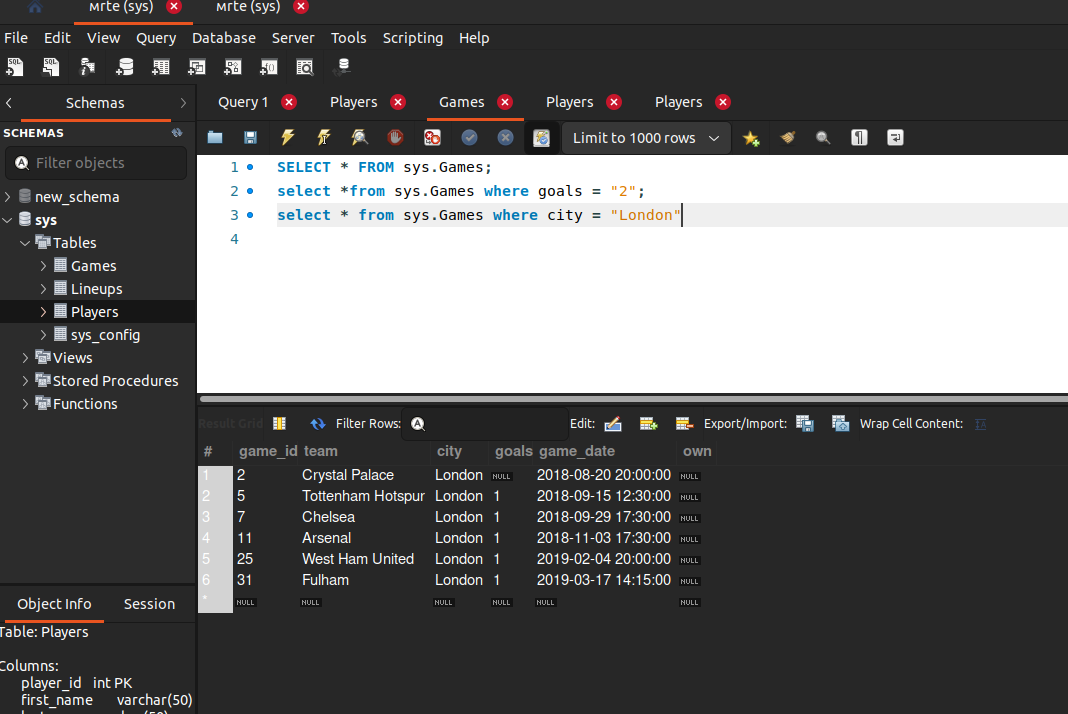 Mrte (sys) Mrte (sys)
File Edit View Query Database Server Tools Scripting Help
Schemas
Query 1 Players Games Players Players
SCHEMAS
Limit to 1000 rows
Filter objects
new_schema
sys
Tables
Games
Lineups
Players
sys_config
Views
Stored Procedures
Functions
1 SELECT * FROM sys.Games;
2 select *from sys.Games where goals = "2";
3 select * from sys.Games where city = "London"
4
Result Grid Filter Rows: Edit: Export/Import: Wrap Cell Content:
# game_id team city goals game_date own
1 2 Crystal Palace London NULL 2018-08-20 20:00:00 NULL
2 5 Tottenham Hotspur London 1 2018-09-15 12:30:00 NULL
3 7 Chelsea London 1 2018-09-29 17:30:00 NULL
4 11 Arsenal London 1 2018-11-03 17:30:00 NULL
5 25 West Ham United London 1 2019-02-04 20:00:00 NULL
6 31 Fulham London 1 2019-03-17 14:15:00 NULL
* NULL NULL NULL NULL NULL NULL
Object Info Session
Table: Players
Columns:
player_id int PK
first_name varchar(50)